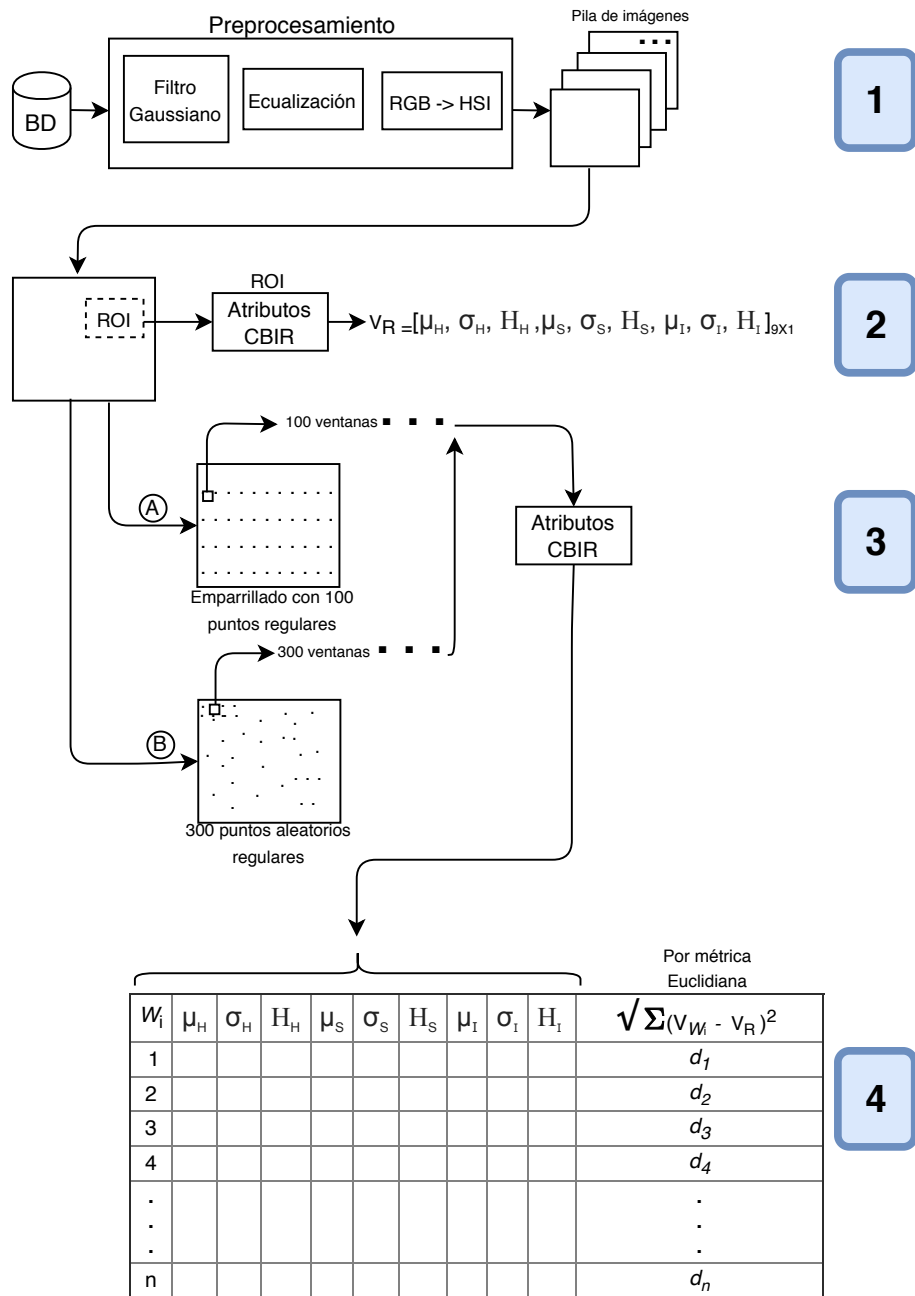 Preprocesamiento
Pila de imágenes
BD
Filtro
Gaussiano
Ecualización
RGB -> HSI
1
ROI
ROI
Atributos
CBIR
V_R =[μ_H, σ_H, H_H ,μ_S, σ_S, H_S, μ_I, σ_I, H_I ]_9X1
2
100 ventanas
A
Emparrillado con 100
puntos regulares
Atributos
CBIR
3
300 ventanas
B
300 puntos aleatorios
regulares
Por métrica
Euclidiana
W_i μ_H σ_H H_H μ_S σ_S H_S μ_I σ_I H_I √ Σ(V_Wi - V_R )^2
1 d_1
2 d_2
3 d_3
4 d_4
. .
. .
. .
n d_n
4